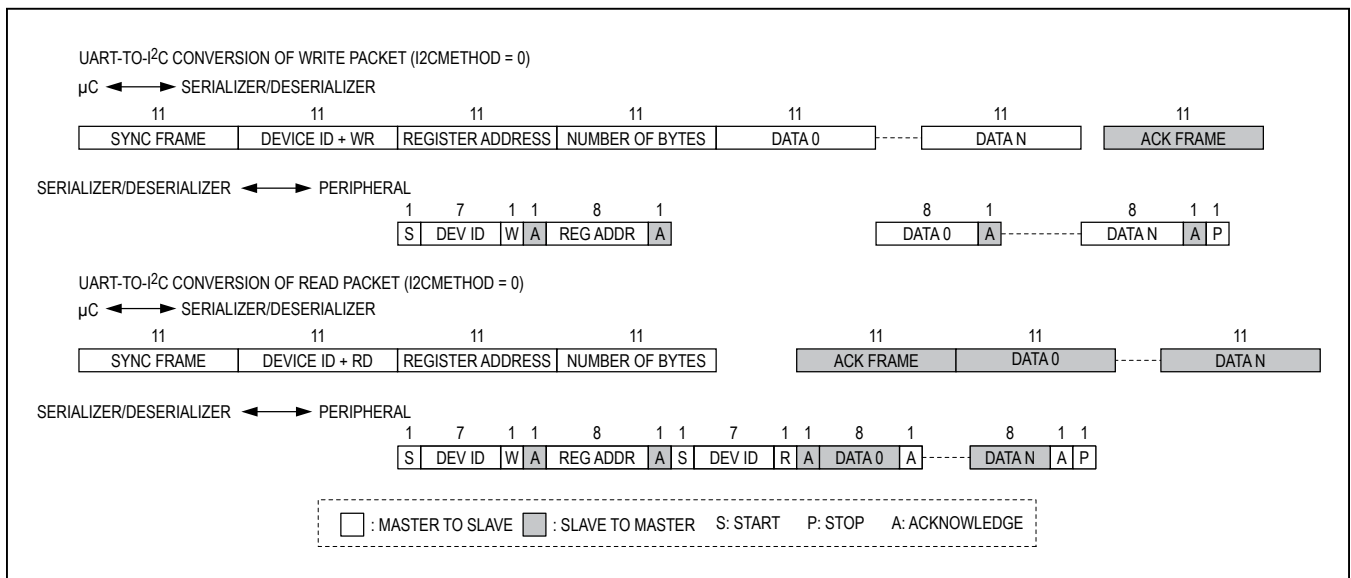 UART-TO-I2C CONVERSION OF WRITE PACKET (I2CMETHOD = 0)
µC SERIALIZER/DESERIALIZER
11 11 11 11 11 11 11
SYNC FRAME DEVICE ID + WR REGISTER ADDRESS NUMBER OF BYTES DATA 0 DATA N ACK FRAME
SERIALIZER/DESERIALIZER PERIPHERAL
1 7 1 1 8 1 8 1 8 1 1
S DEV ID W A REG ADDR A DATA 0 A DATA N A P
UART-TO-I2C CONVERSION OF READ PACKET (I2CMETHOD = 0)
µC SERIALIZER/DESERIALIZER
11 11 11 11 11 11 11
SYNC FRAME DEVICE ID + RD REGISTER ADDRESS NUMBER OF BYTES ACK FRAME DATA 0 DATA N
SERIALIZER/DESERIALIZER PERIPHERAL
1 7 1 1 8 1 1 7 1 1 8 1 8 1 1
S DEV ID W A REG ADDR A S DEV ID R A DATA 0 A DATA N A P
: MASTER TO SLAVE : SLAVE TO MASTER S: START P: STOP A: ACKNOWLEDGE